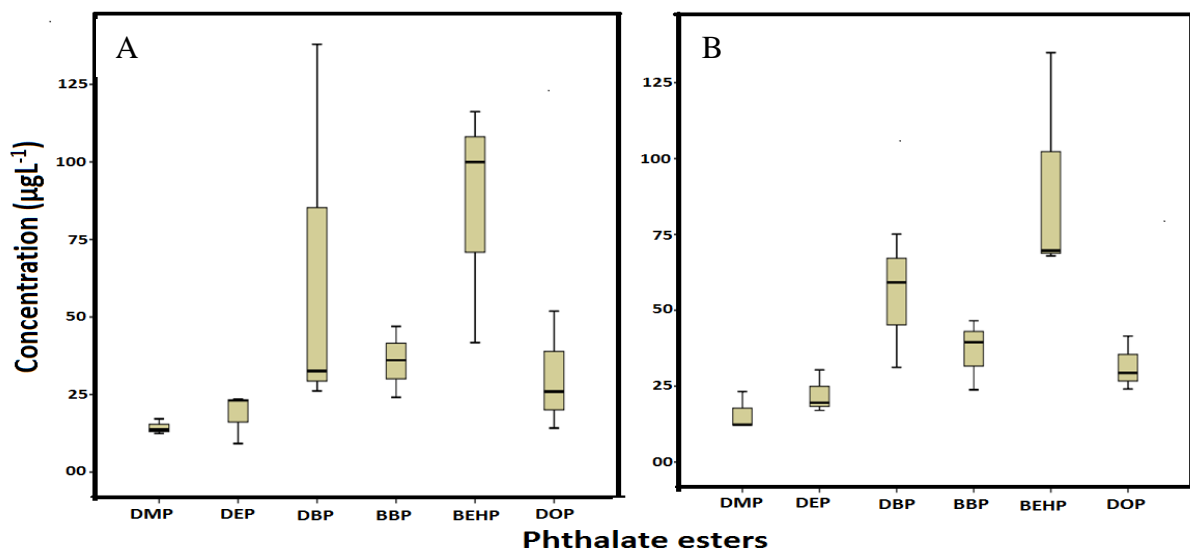 A
B
Concentration (µgL⁻¹)
125
100
75
50
25
00
125
100
75
50
25
00
DMP DEP DBP BBP BEHP DOP
DMP DEP DBP BBP BEHP DOP
Phthalate esters